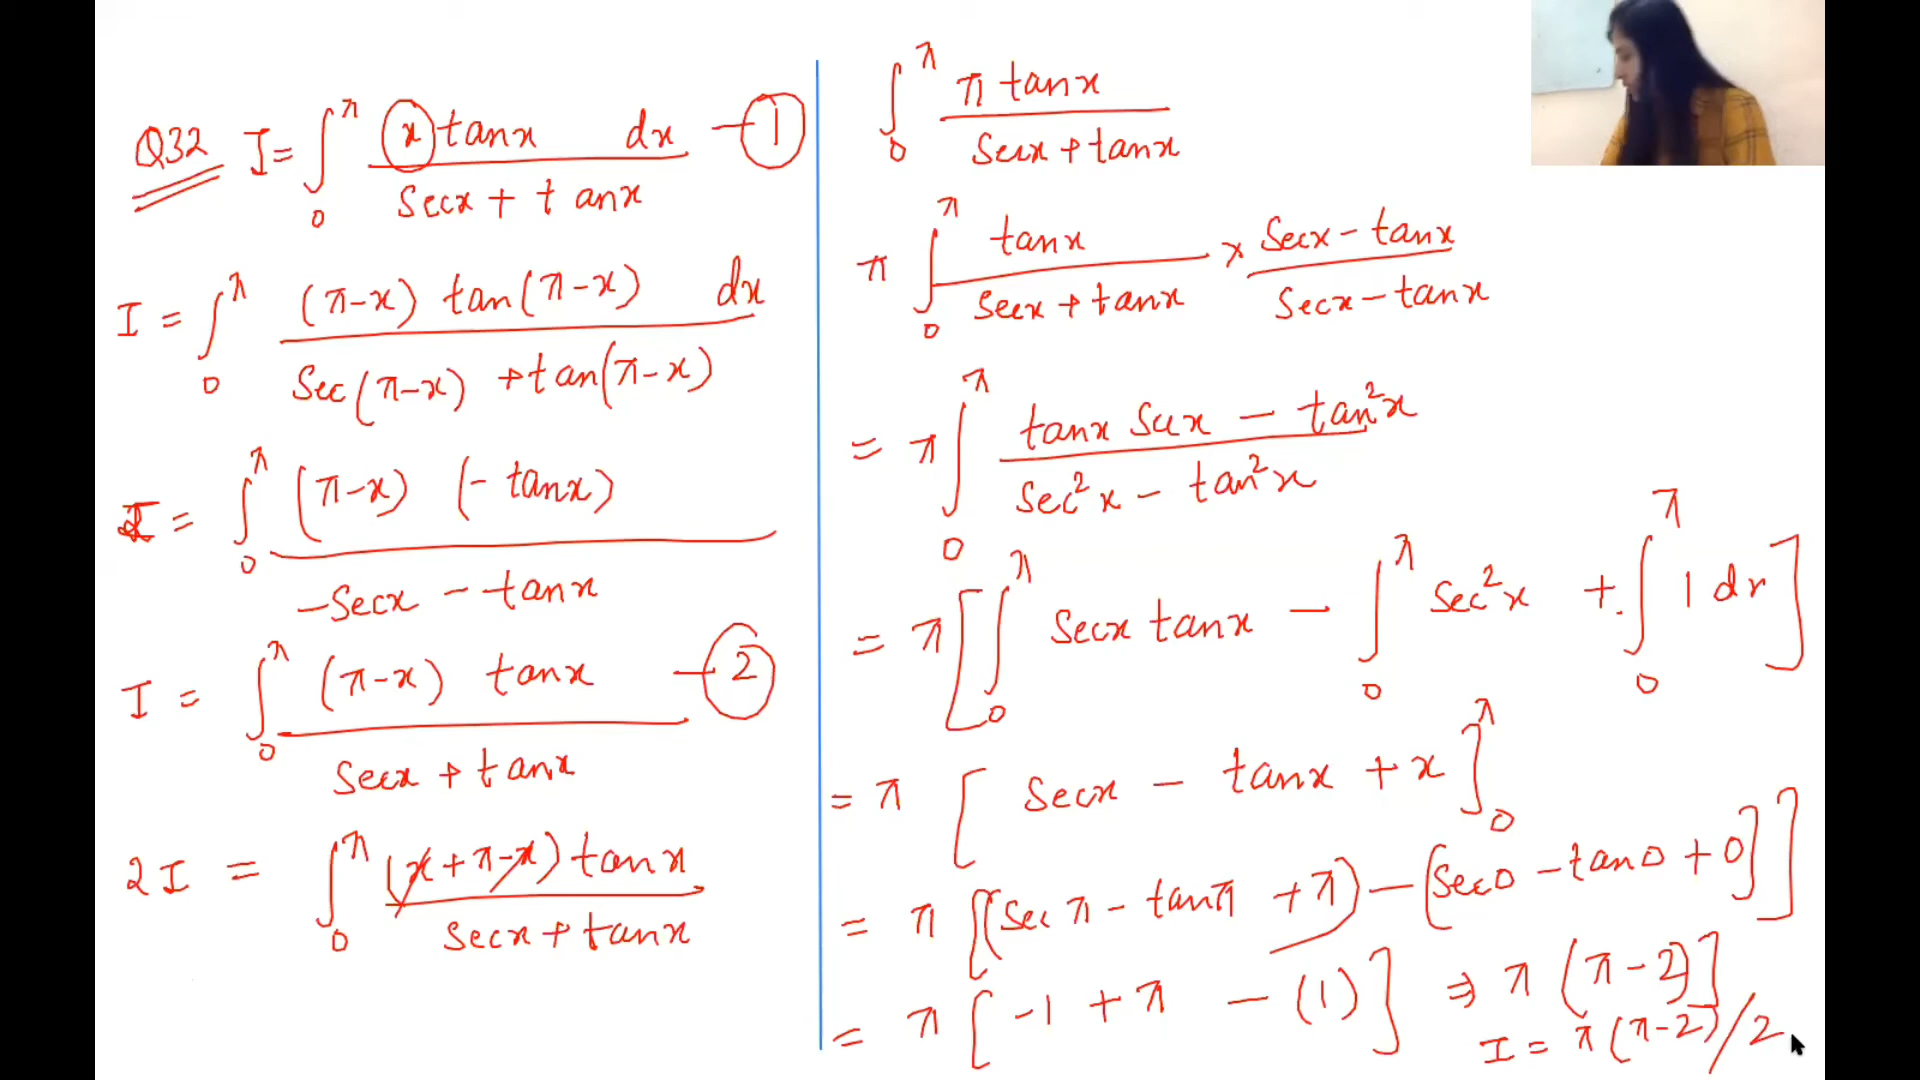 Q32 I = ∫₀^π x tanx dx / secx + tanx — 1
I = ∫₀^π (π-x) tan(π-x) dx / sec(π-x) + tan(π-x)
I = ∫₀^π (π-x) (-tanx) / -secx - tanx
I = ∫₀^π (π-x) tanx / secx + tanx — 2
2I = ∫₀^π (x+π-x) tanx / secx + tanx
∫₀^π π tanx / secx + tanx
π ∫₀^π tanx / secx + tanx × secx - tanx / secx - tanx
= π ∫₀^π tanx secx - tan²x / sec²x - tan²x
= π [ ∫₀^π secx tanx - ∫₀^π sec²x + ∫₀^π 1 dx ]
= π [ secx - tanx + x ]₀^π
= π [(sec π - tanπ + π) - (sec0 - tan0 + 0)]
= π [ -1 + π - (1) ] ⇒ π (π-2)]
I = π(π-2)/2